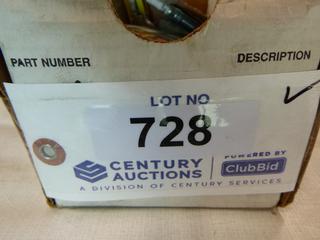 PART NUMBER DESCRIPTION
LOT NO
728
CENTURY AUCTIONS
POWERED BY
ClubBid
A DIVISION OF CENTURY SERVICES